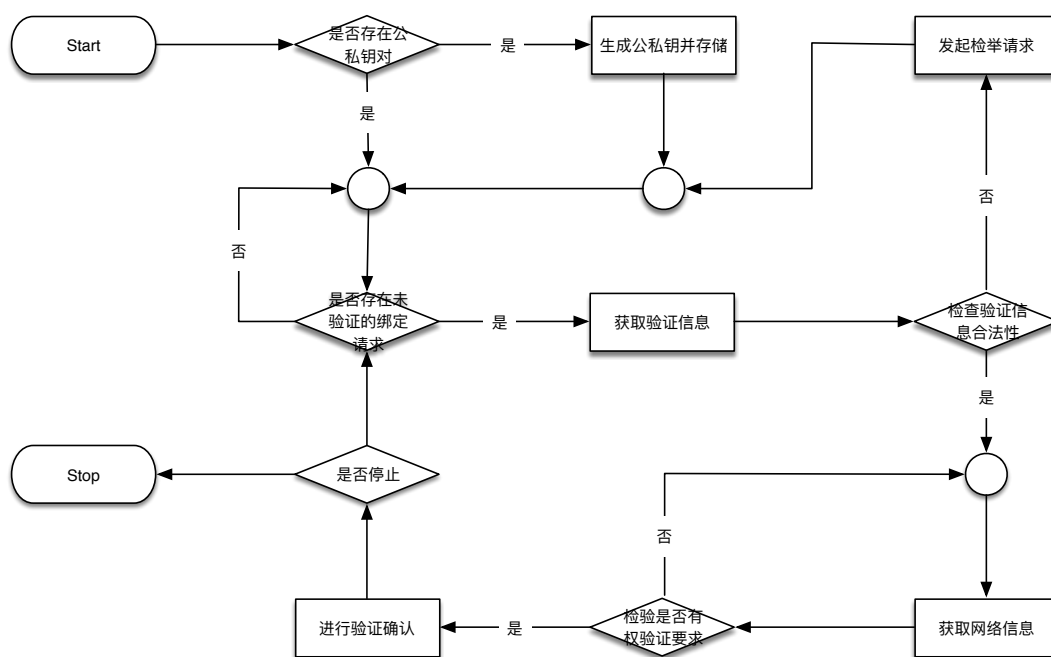 Start
是否存在公
私钥对
是
生成公私钥并存储
发起检举请求
是
否
否
是否存在未
验证的绑定
请求
是
获取验证信息
检查验证信
息合法性
是
Stop
是否停止
否
进行验证确认
是
检验是否有
权验证要求
获取网络信息